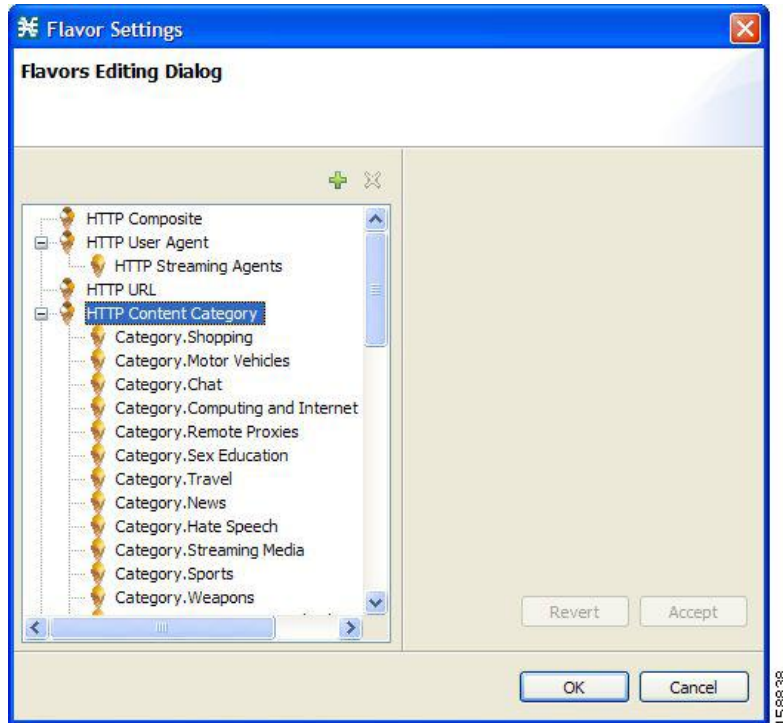 Flavor Settings
Flavors Editing Dialog
HTTP Composite
HTTP User Agent
HTTP Streaming Agents
HTTP URL
HTTP Content Category
Category.Shopping
Category.Motor Vehicles
Category.Chat
Category.Computing and Internet
Category.Remote Proxies
Category.Sex Education
Category.Travel
Category.News
Category.Hate Speech
Category.Streaming Media
Category.Sports
Category.Weapons
Revert Accept
OK Cancel